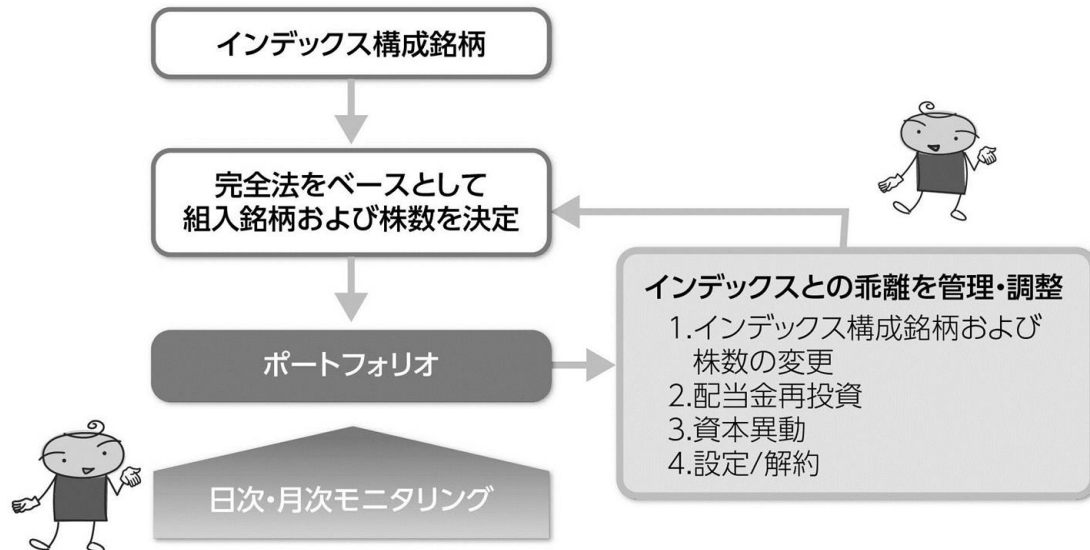 インデックス構成銘柄
完全法をベースとして
組入銘柄および株数を決定
ポートフォリオ
日次・月次モニタリング
インデックスとの乖離を管理・調整
1.インデックス構成銘柄および
株数の変更
2.配当金再投資
3.資本異動
4.設定/解約